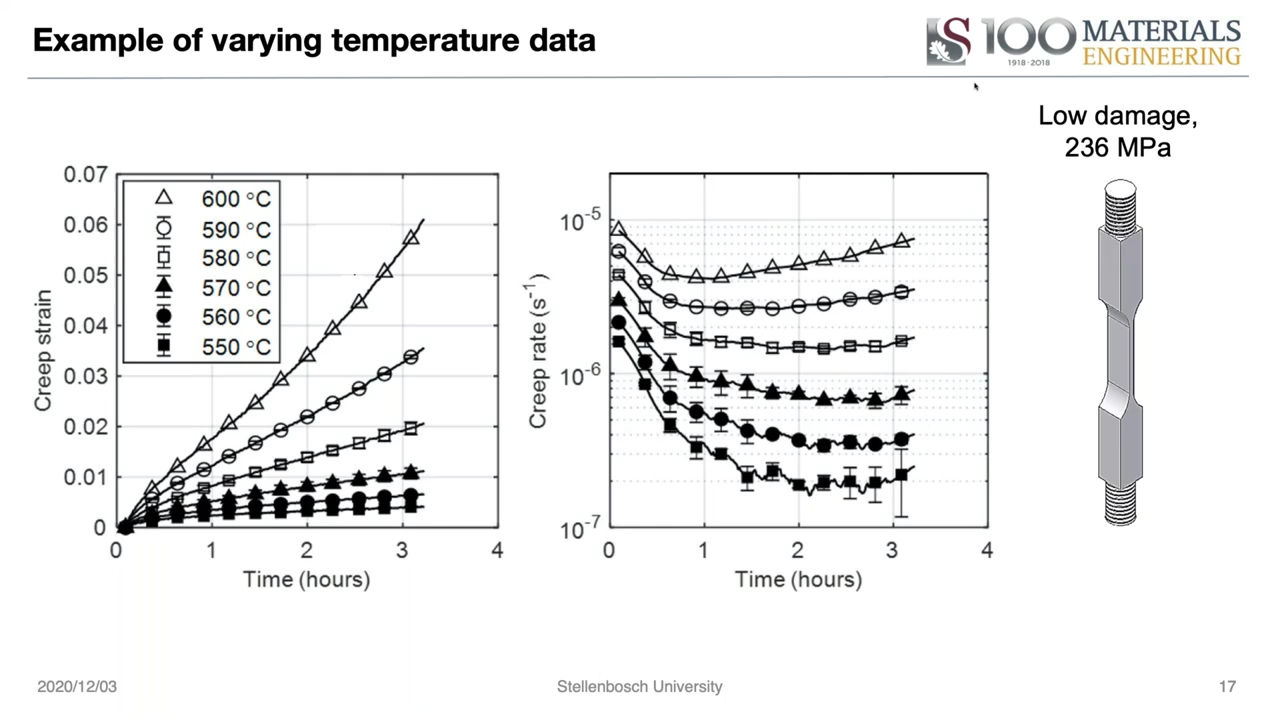 Example of varying temperature data
S 100 MATERIALS
1918·2018 ENGINEERING
Low damage,
236 MPa
0.07
0.06
0.05
0.04
0.03
0.02
0.01
0
Creep strain
600 °C
590 °C
580 °C
570 °C
560 °C
550 °C
0 1 2 3 4
Time (hours)
Creep rate (s⁻¹)
10⁻⁵
10⁻⁶
10⁻⁷
0 1 2 3 4
Time (hours)
2020/12/03
Stellenbosch University
17